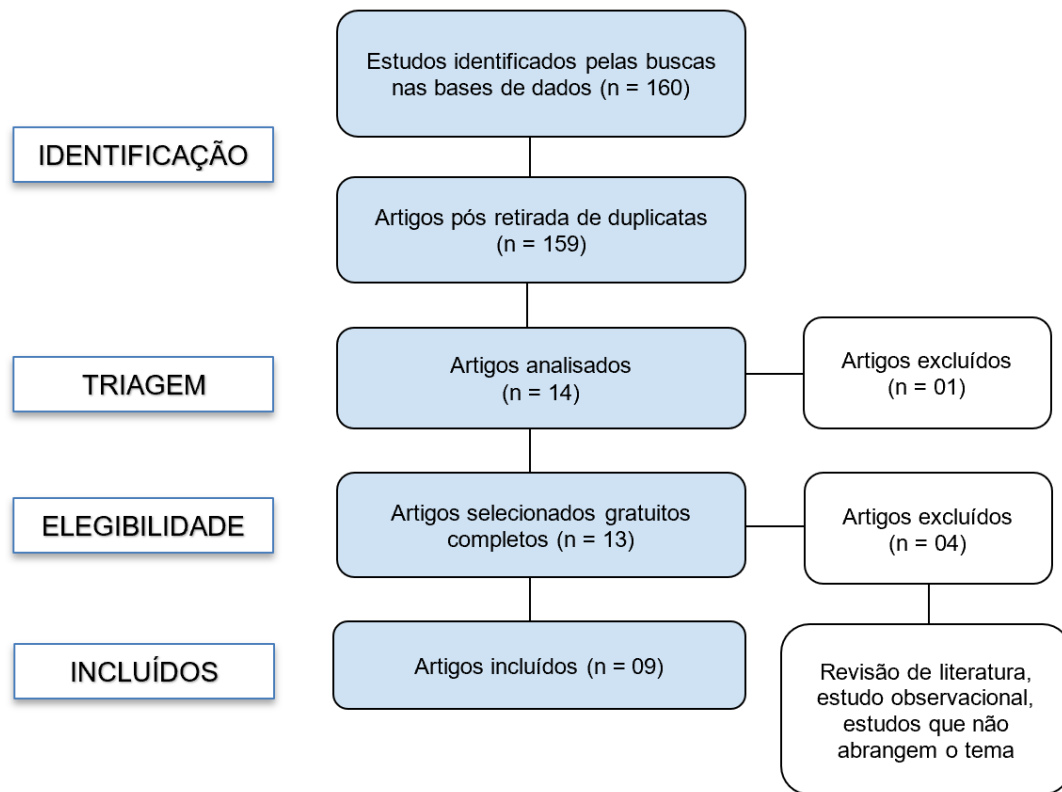 Estudos identificados pelas buscas
nas bases de dados (n = 160)
IDENTIFICAÇÃO
Artigos pós retirada de duplicatas
(n = 159)
TRIAGEM
Artigos analisados
(n = 14)
Artigos excluídos
(n = 01)
ELEGIBILIDADE
Artigos selecionados gratuitos
completos (n = 13)
Artigos excluídos
(n = 04)
INCLUÍDOS
Artigos incluídos (n = 09)
Revisão de literatura,
estudo observacional,
estudos que não
abrangem o tema